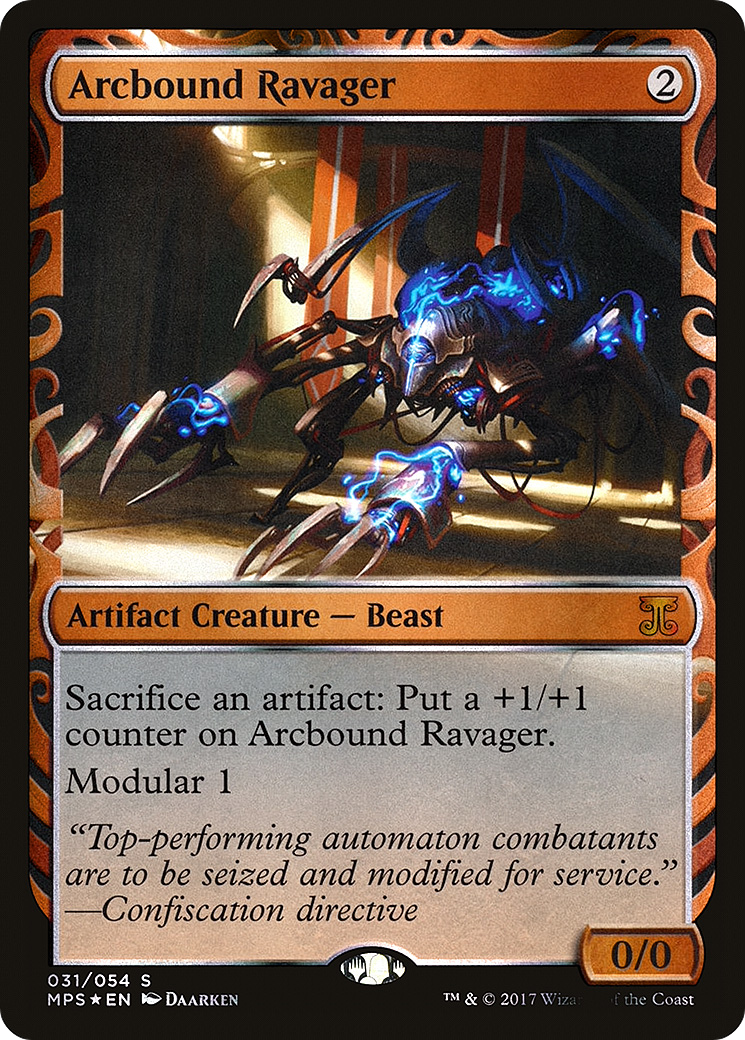 Arcbound Ravager 2
Artifact Creature — Beast
Sacrifice an artifact: Put a +1/+1
counter on Arcbound Ravager.
Modular 1
“Top-performing automaton combatants
are to be seized and modified for service.”
—Confiscation directive
0/0
031/054 S
MPS★EN Daarken ™ & © 2017 Wizards of the Coast